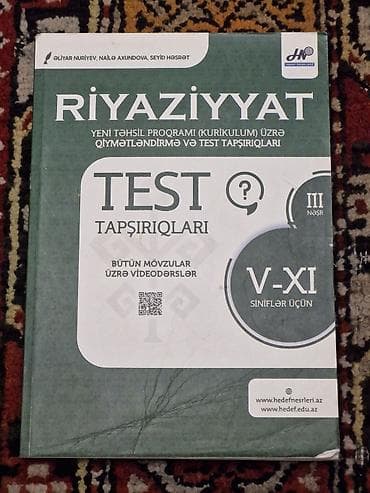 ƏLİYAR NURİYEV, NAİLƏ AXUNDOVA, SEYİD HƏSRƏT
HN
RİYAZİYYAT
YENİ TƏHSİL PROQRAMI (KURİKULUM) ÜZRƏ
QİYMƏTLƏNDİRMƏ VƏ TEST TAPŞIRIQLARI
TEST
TAPŞIRIQLARI
?
III
NƏŞR
BÜTÜN MÖVZULAR
ÜZRƏ VİDEODƏRSLƏR
V-XI
SİNİFLƏR ÜÇÜN
www.hedefnesrleri.az
www.hedef.edu.az